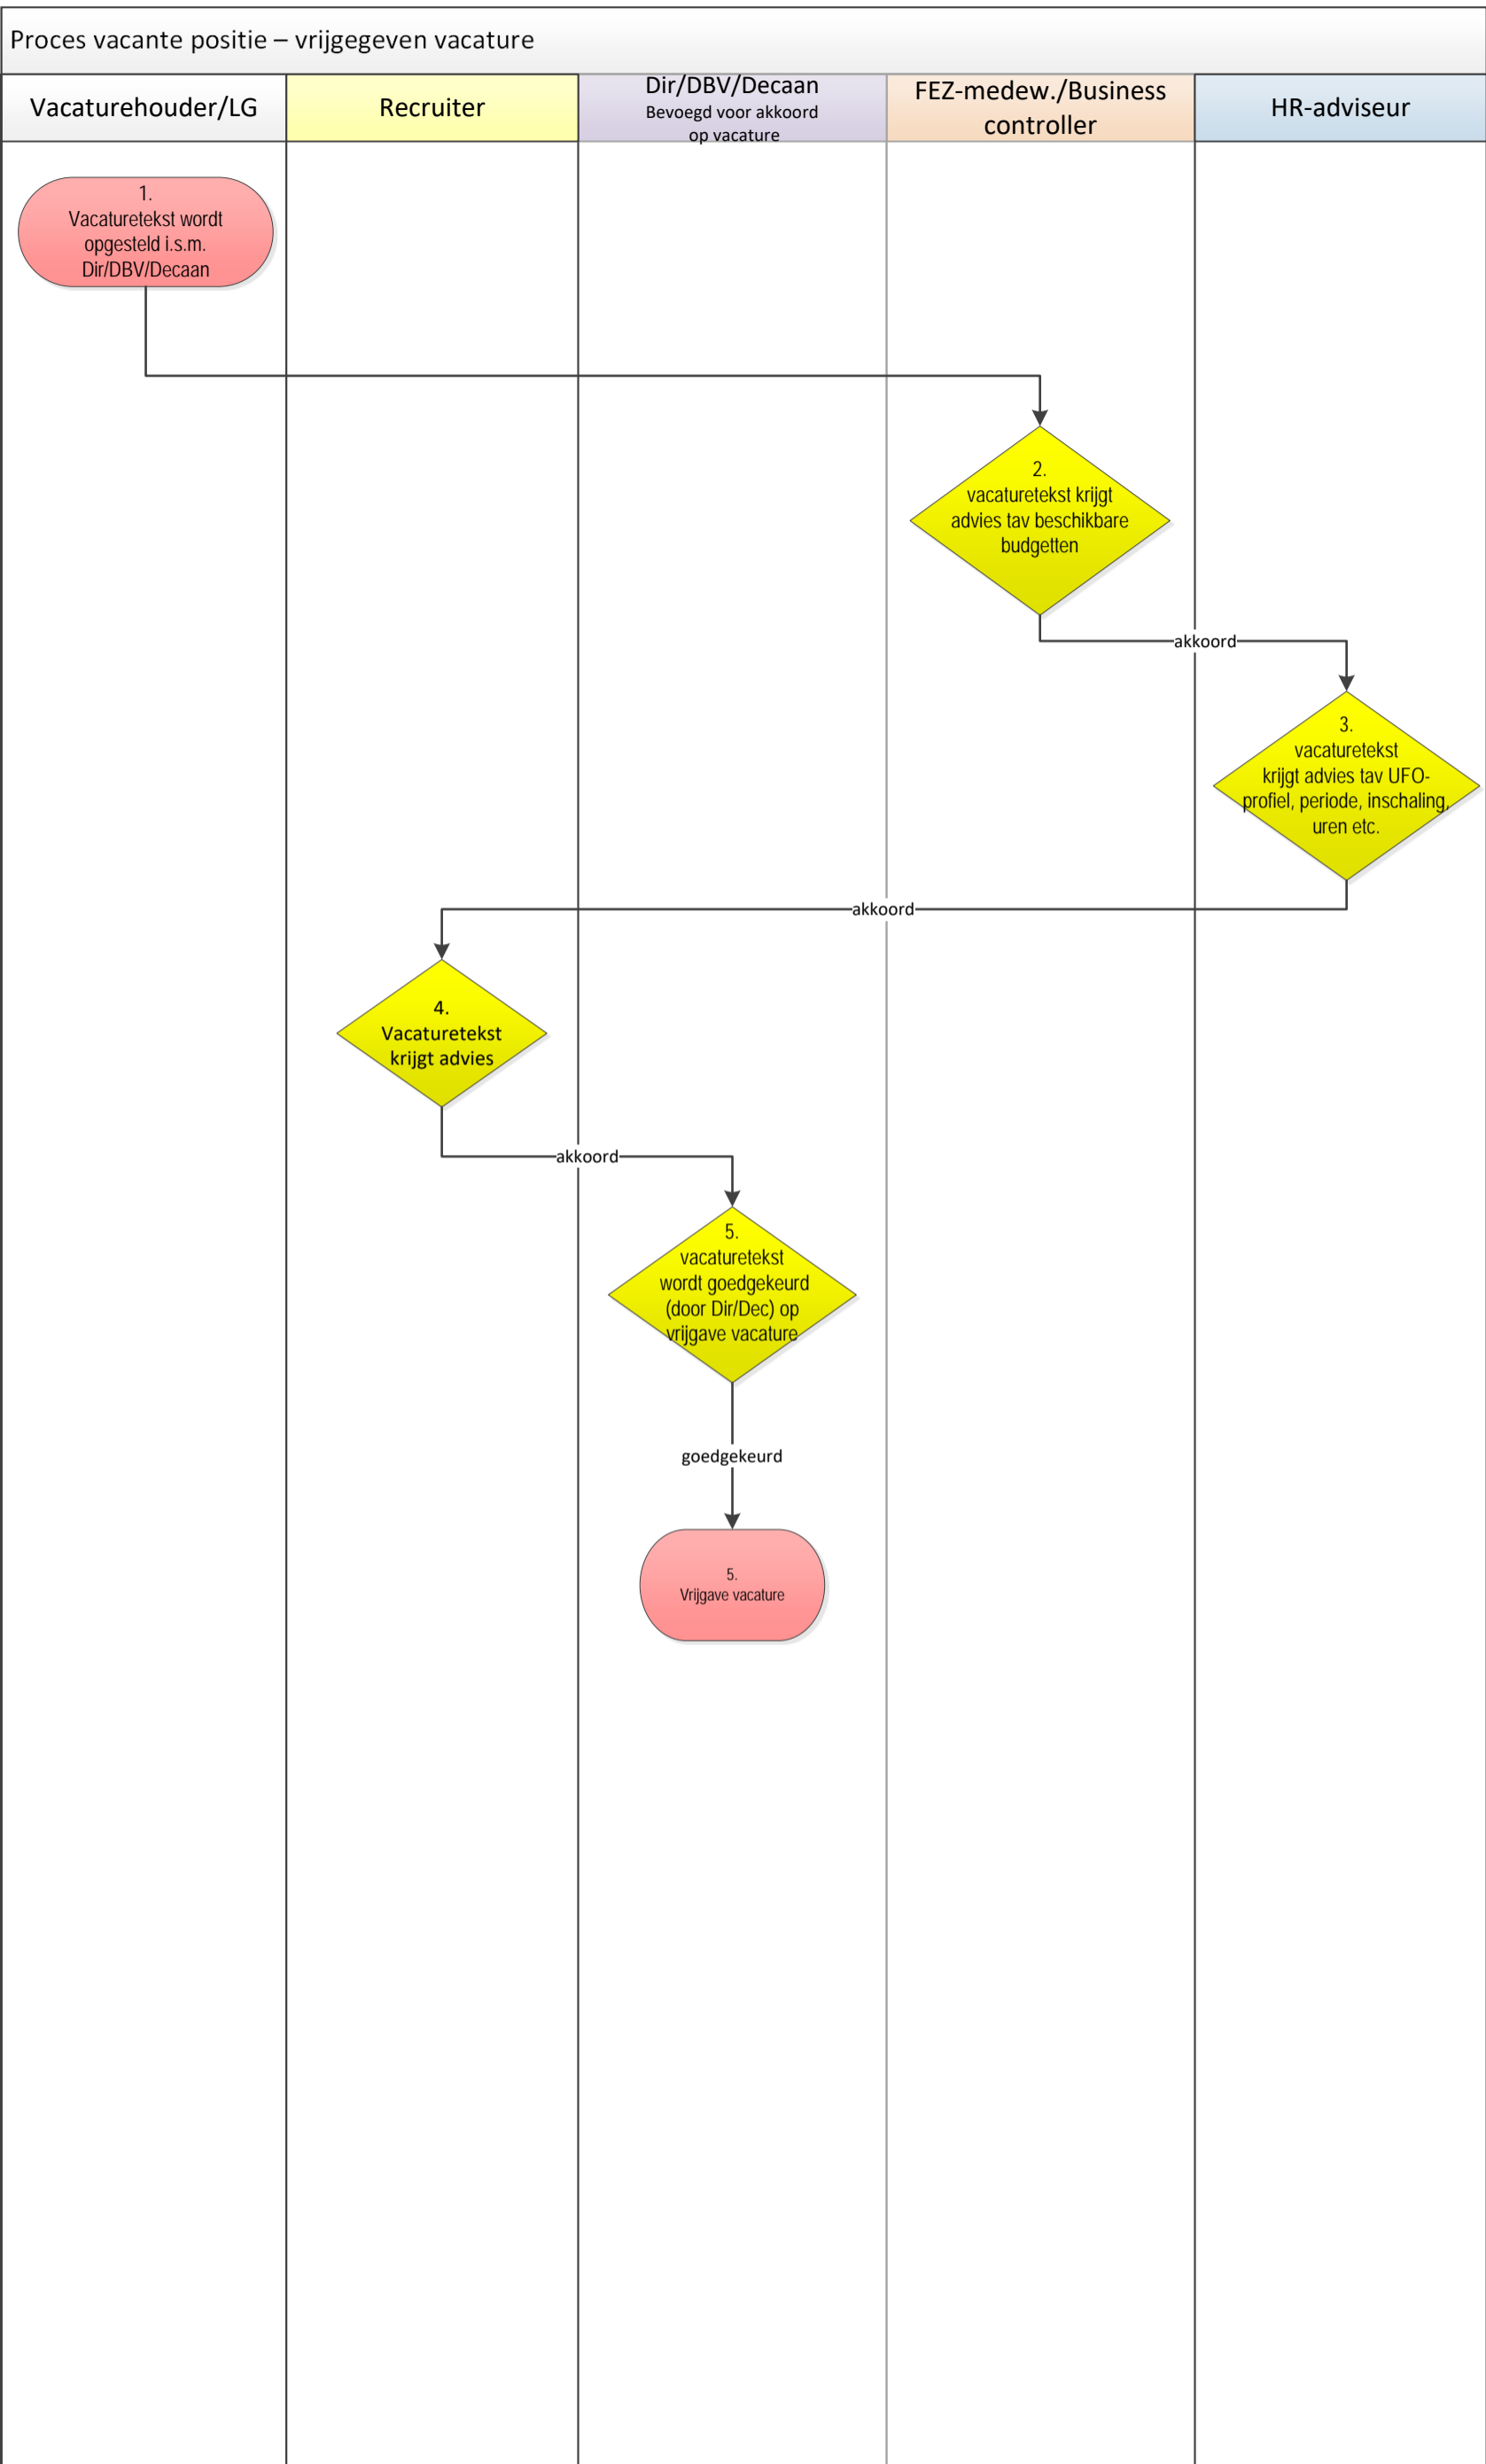 Proces vacante positie – vrijgegeven vacature
Vacaturehouder/LG
Recruiter
Dir/DBV/Decaan
Bevoegd voor akkoord
op vacature
FEZ-medew./Business
controller
HR-adviseur
1.
Vacaturetekst wordt
opgesteld i.s.m.
Dir/DBV/Decaan
2.
vacaturetekst krijgt
advies tav beschikbare
budgetten
akkoord
3.
vacaturetekst
krijgt advies tav UFO-
profiel, periode, inschaling,
uren etc.
akkoord
4.
Vacaturetekst
krijgt advies
akkoord
5.
vacaturetekst
wordt goedgekeurd
(door Dir/Dec) op
vrijgave vacature
goedgekeurd
5.
Vrijgave vacature